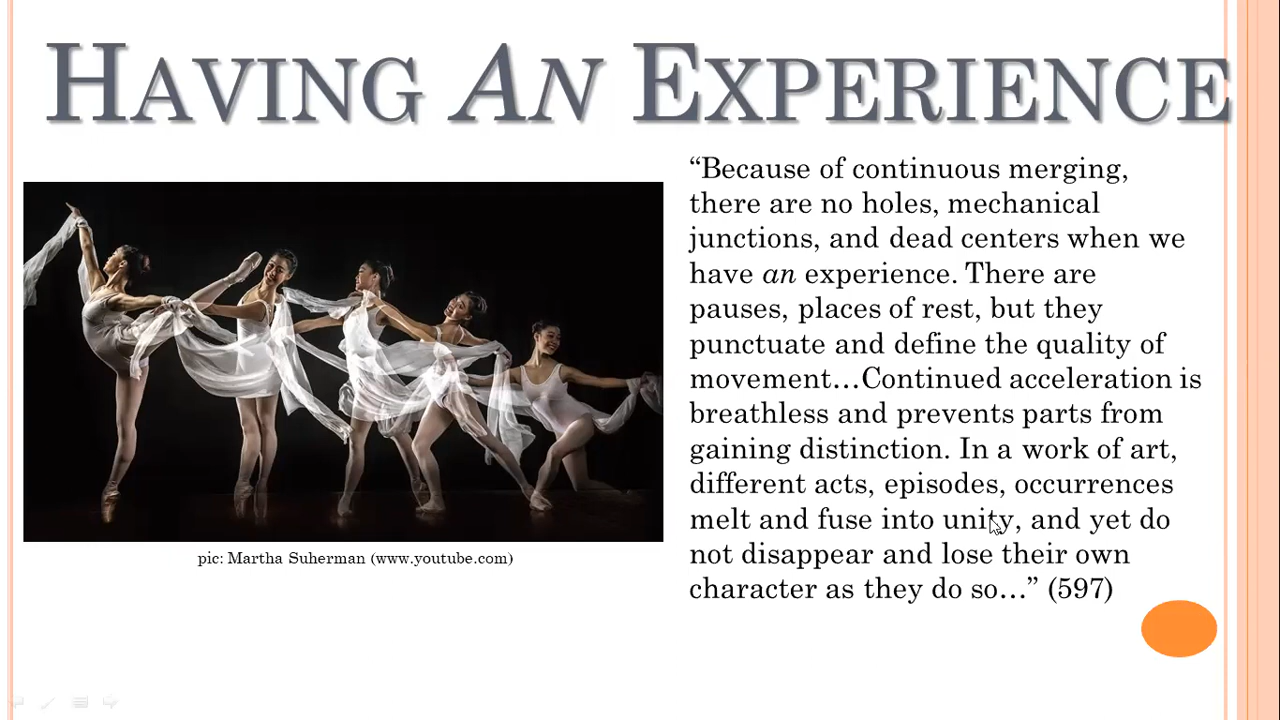 HAVING AN EXPERIENCE
“Because of continuous merging,
there are no holes, mechanical
junctions, and dead centers when we
have an experience. There are
pauses, places of rest, but they
punctuate and define the quality of
movement…Continued acceleration is
breathless and prevents parts from
gaining distinction. In a work of art,
different acts, episodes, occurrences
melt and fuse into unity, and yet do
not disappear and lose their own
character as they do so…” (597)
pic: Martha Suherman (www.youtube.com)